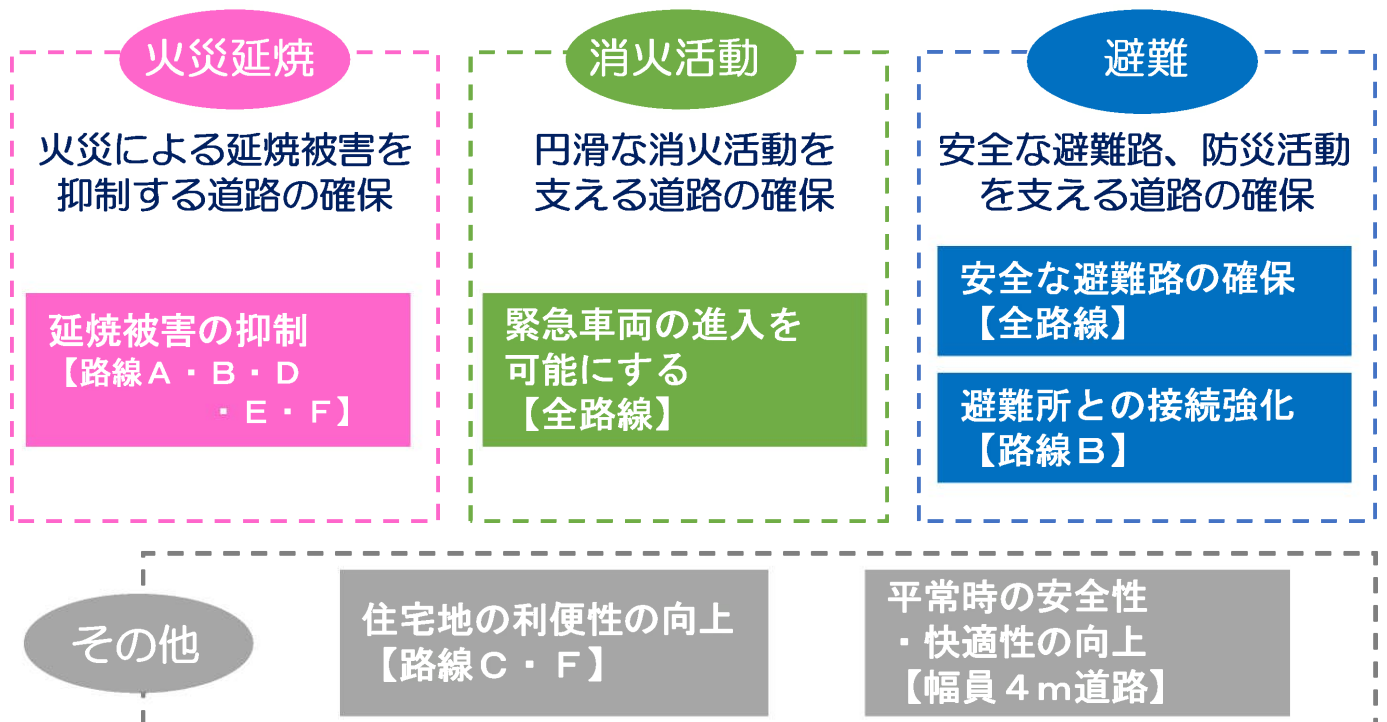 火災延焼
火災による延焼被害を
抑制する道路の確保
延焼被害の抑制
【路線Ａ・Ｂ・Ｄ
・Ｅ・Ｆ】
消火活動
円滑な消火活動を
支える道路の確保
緊急車両の進入を
可能にする
【全路線】
避難
安全な避難路、防災活動
を支える道路の確保
安全な避難路の確保
【全路線】
避難所との接続強化
【路線Ｂ】
その他
住宅地の利便性の向上
【路線Ｃ・Ｆ】
平常時の安全性
・快適性の向上
【幅員４ｍ道路】